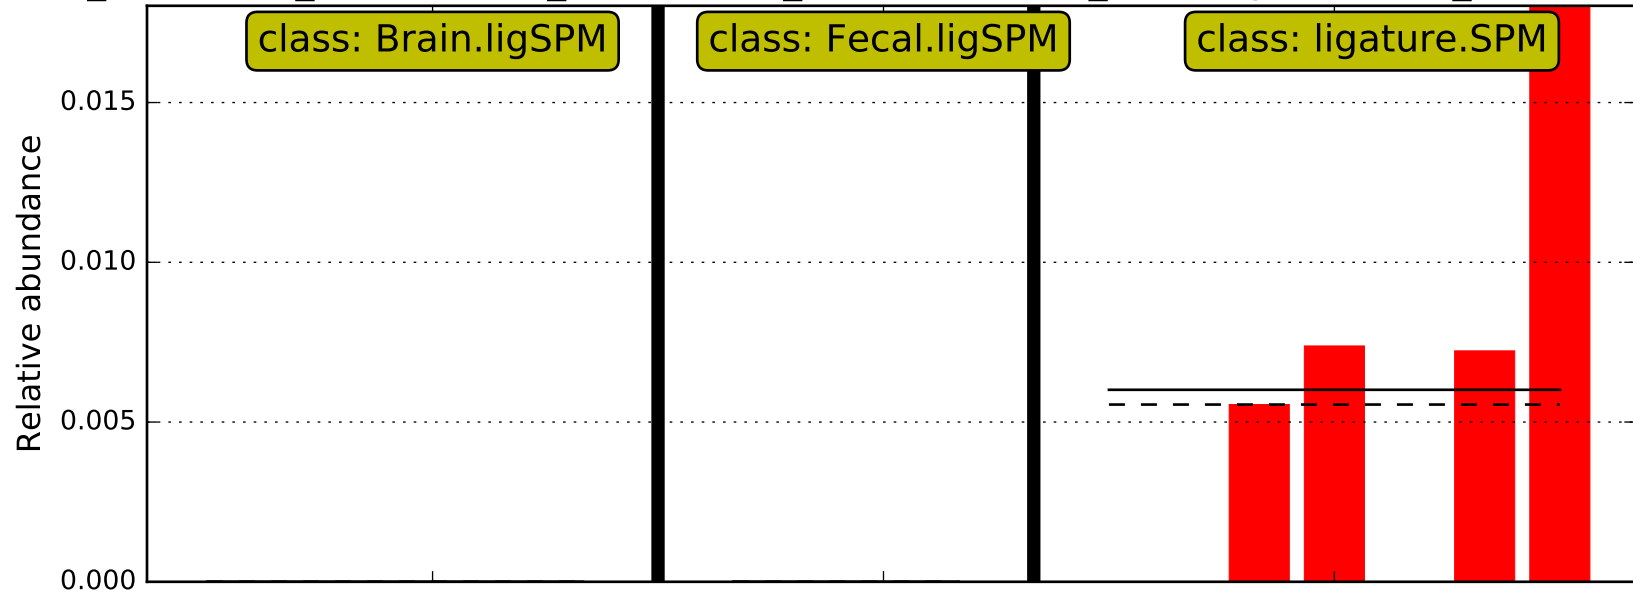 class: Brain.ligSPM
class: Fecal.ligSPM
class: ligature.SPM
0.015
0.010
0.005
0.000
Relative abundance